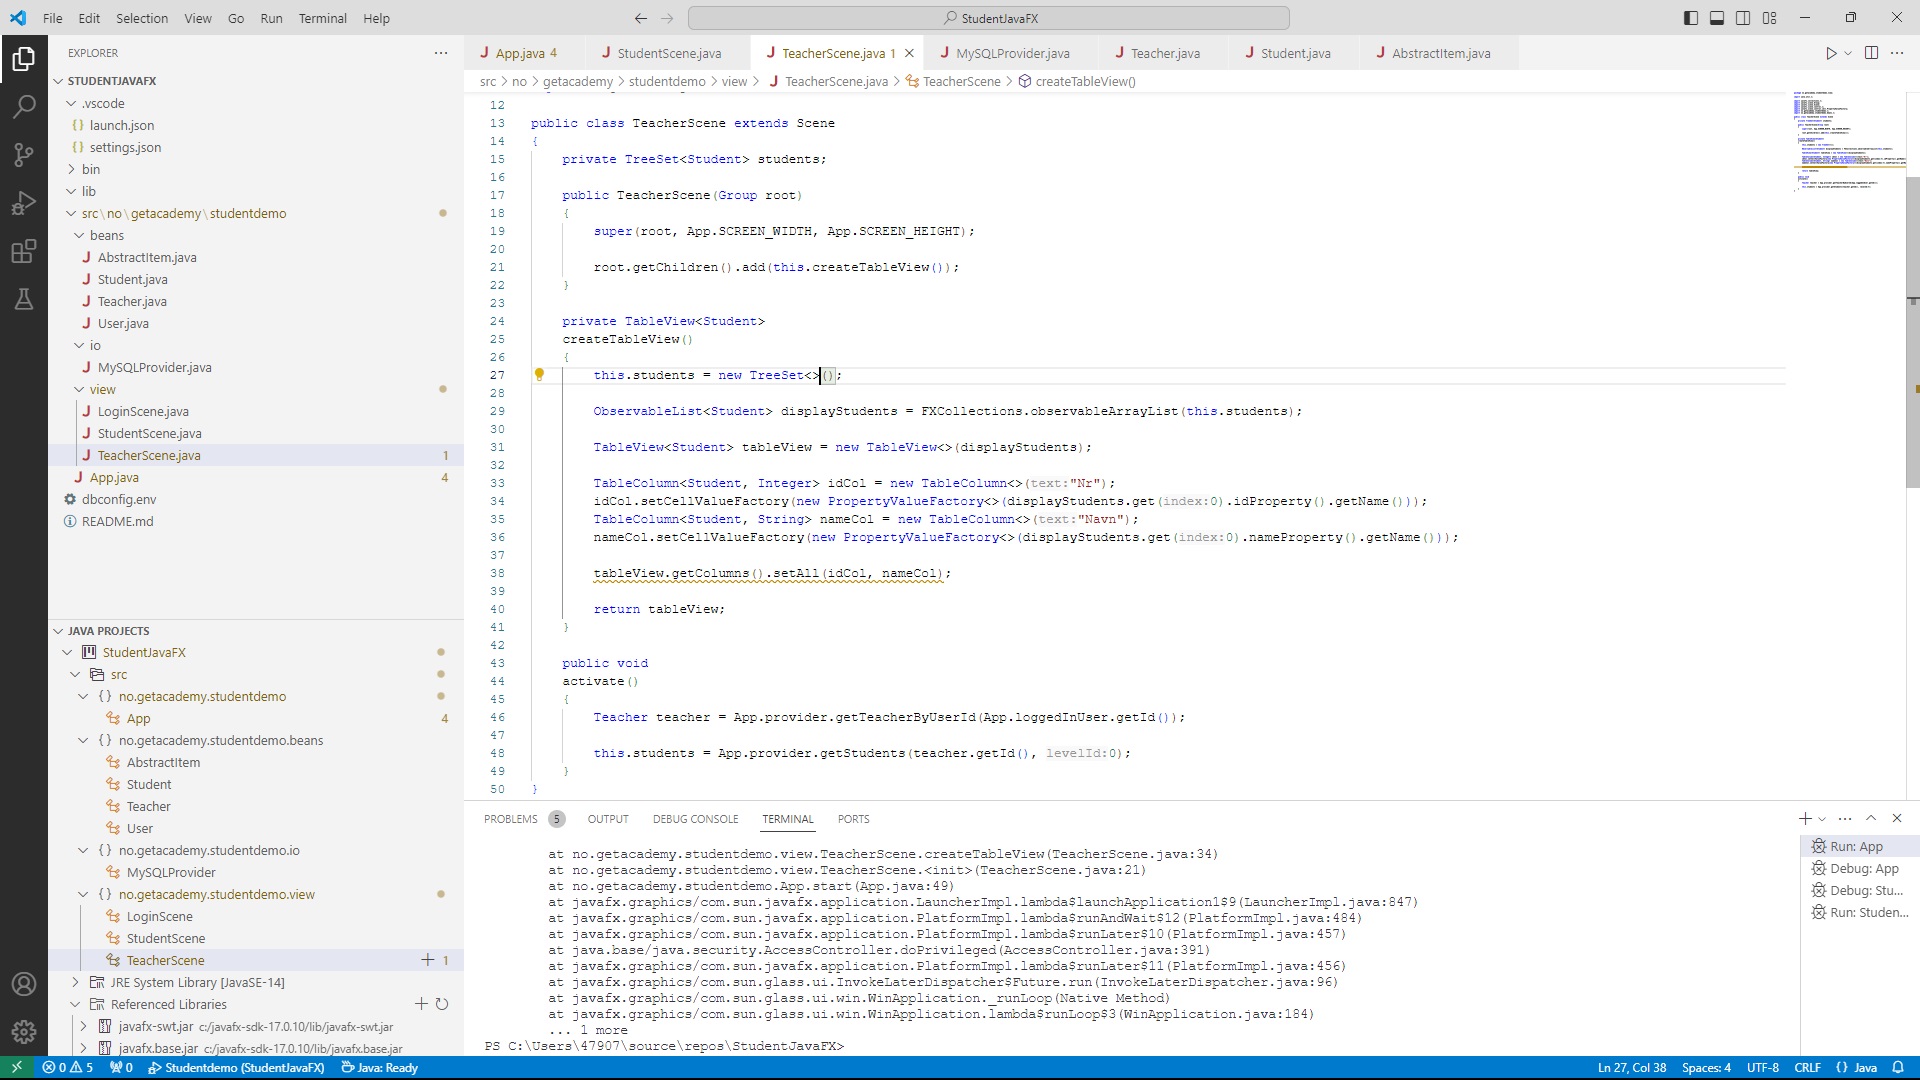 File Edit Selection View Go Run Terminal Help
StudentJavaFX
EXPLORER
STUDENTJAVAFX
.vscode
launch.json
settings.json
bin
lib
src\no\getacademy\studentdemo
beans
AbstractItem.java
Student.java
Teacher.java
User.java
io
MySQLProvider.java
view
LoginScene.java
StudentScene.java
TeacherScene.java 1
App.java 4
dbconfig.env
README.md
JAVA PROJECTS
StudentJavaFX
src
no.getacademy.studentdemo
App 4
no.getacademy.studentdemo.beans
AbstractItem
Student
Teacher
User
no.getacademy.studentdemo.io
MySQLProvider
no.getacademy.studentdemo.view
LoginScene
StudentScene
TeacherScene 1
JRE System Library [JavaSE-14]
Referenced Libraries
javafx-swt.jar c:/javafx-sdk-17.0.10/lib/javafx-swt.jar
javafx.base.jar c:/javafx-sdk-17.0.10/lib/javafx.base.jar
App.java 4 StudentScene.java TeacherScene.java 1 MySQLProvider.java Teacher.java Student.java AbstractItem.java
src > no > getacademy > studentdemo > view > TeacherScene.java > TeacherScene > createTableView()
12
13 public class TeacherScene extends Scene
14 {
15 private TreeSet<Student> students;
16
17 public TeacherScene(Group root)
18 {
19 super(root, App.SCREEN_WIDTH, App.SCREEN_HEIGHT);
20
21 root.getChildren().add(this.createTableView());
22 }
23
24 private TableView<Student>
25 createTableView()
26 {
27 this.students = new TreeSet<>();
28
29 ObservableList<Student> displayStudents = FXCollections.observableArrayList(this.students);
30
31 TableView<Student> tableView = new TableView<>(displayStudents);
32
33 TableColumn<Student, Integer> idCol = new TableColumn<>(text:"Nr");
34 idCol.setCellValueFactory(new PropertyValueFactory<>(displayStudents.get(index:0).idProperty().getName()));
35 TableColumn<Student, String> nameCol = new TableColumn<>(text:"Navn");
36 nameCol.setCellValueFactory(new PropertyValueFactory<>(displayStudents.get(index:0).nameProperty().getName()));
37
38 tableView.getColumns().setAll(idCol, nameCol);
39
40 return tableView;
41 }
42
43 public void
44 activate()
45 {
46 Teacher teacher = App.provider.getTeacherByUserId(App.loggedInUser.getId());
47
48 this.students = App.provider.getStudents(teacher.getId(), levelId:0);
49 }
50 }
PROBLEMS 5 OUTPUT DEBUG CONSOLE TERMINAL PORTS
at no.getacademy.studentdemo.view.TeacherScene.createTableView(TeacherScene.java:34)
at no.getacademy.studentdemo.view.TeacherScene.<init>(TeacherScene.java:21)
at no.getacademy.studentdemo.App.start(App.java:49)
at javafx.graphics/com.sun.javafx.application.LauncherImpl.lambda$launchApplication1$9(LauncherImpl.java:847)
at javafx.graphics/com.sun.javafx.application.PlatformImpl.lambda$runAndWait$12(PlatformImpl.java:484)
at javafx.graphics/com.sun.javafx.application.PlatformImpl.lambda$runLater$10(PlatformImpl.java:457)
at java.base/java.security.AccessController.doPrivileged(AccessController.java:391)
at javafx.graphics/com.sun.javafx.application.PlatformImpl.lambda$runLater$11(PlatformImpl.java:456)
at javafx.graphics/com.sun.glass.ui.InvokeLaterDispatcher$Future.run(InvokeLaterDispatcher.java:96)
at javafx.graphics/com.sun.glass.ui.win.WinApplication._runLoop(Native Method)
at javafx.graphics/com.sun.glass.ui.win.WinApplication.lambda$runLoop$3(WinApplication.java:184)
... 1 more
PS C:\Users\47907\source\repos\StudentJavaFX>
Run: App
Debug: App
Debug: Stu...
Run: Studen...
0 5 0 Studentdemo (StudentJavaFX) Java: Ready Ln 27, Col 38 Spaces: 4 UTF-8 CRLF {} Java